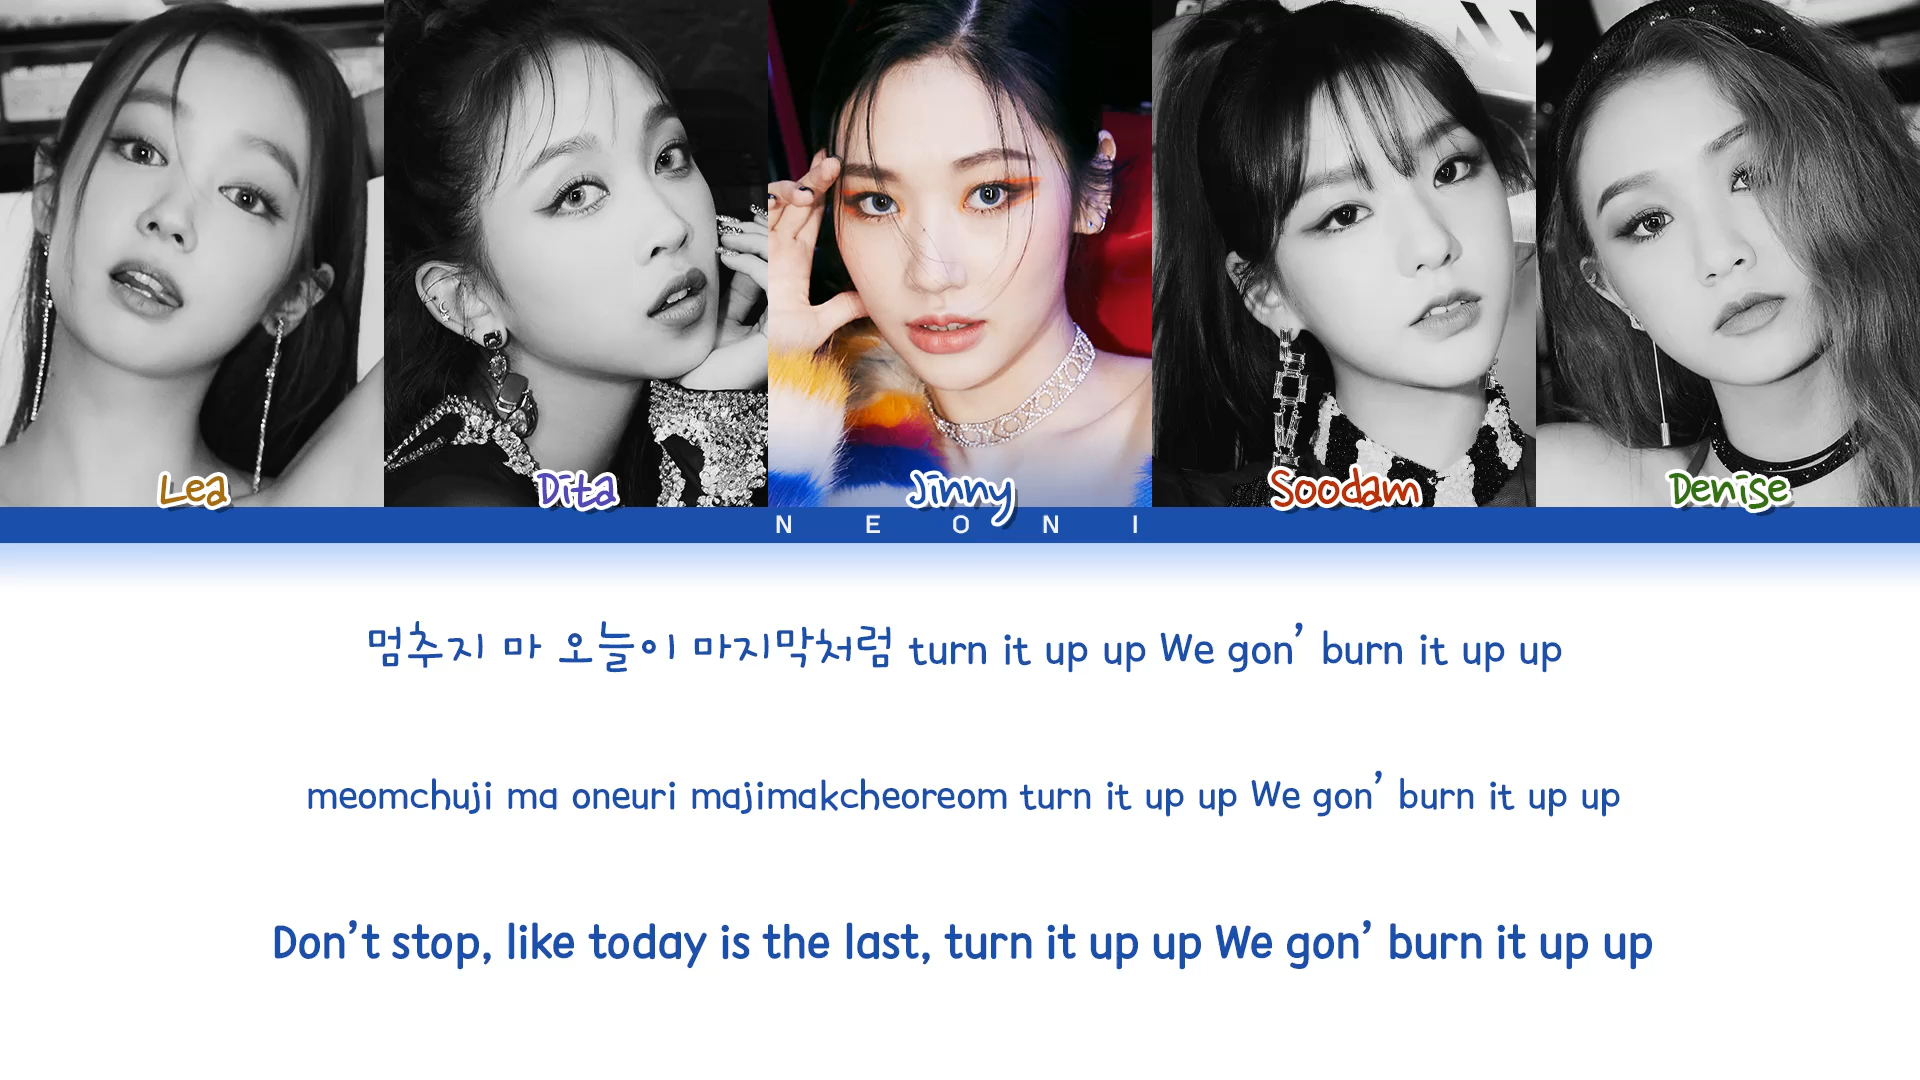 Lea
Dita
Jinny
Soodam
Denise
N E O N I
멈추지 마 오늘이 마지막처럼 turn it up up We gon’ burn it up up
meomchuji ma oneuri majimakcheoreom turn it up up We gon’ burn it up up
Don’t stop, like today is the last, turn it up up We gon’ burn it up up